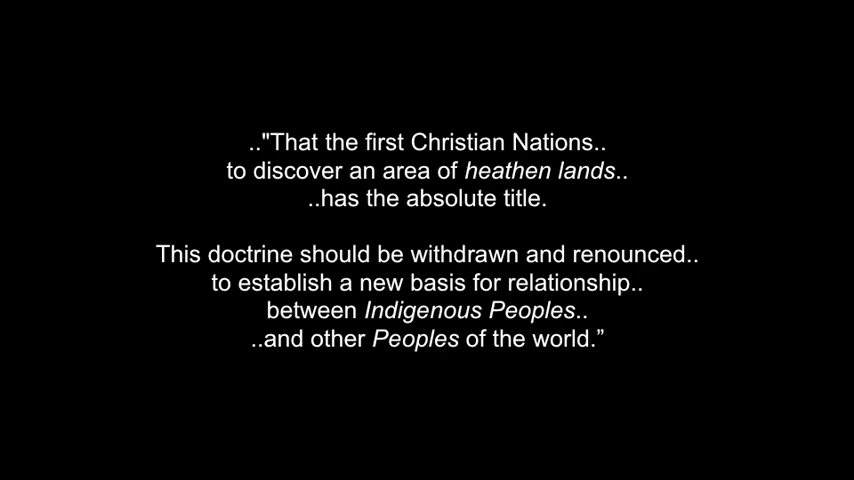 .."That the first Christian Nations..
to discover an area of heathen lands..
..has the absolute title.
This doctrine should be withdrawn and renounced..
to establish a new basis for relationship..
between Indigenous Peoples..
..and other Peoples of the world.”